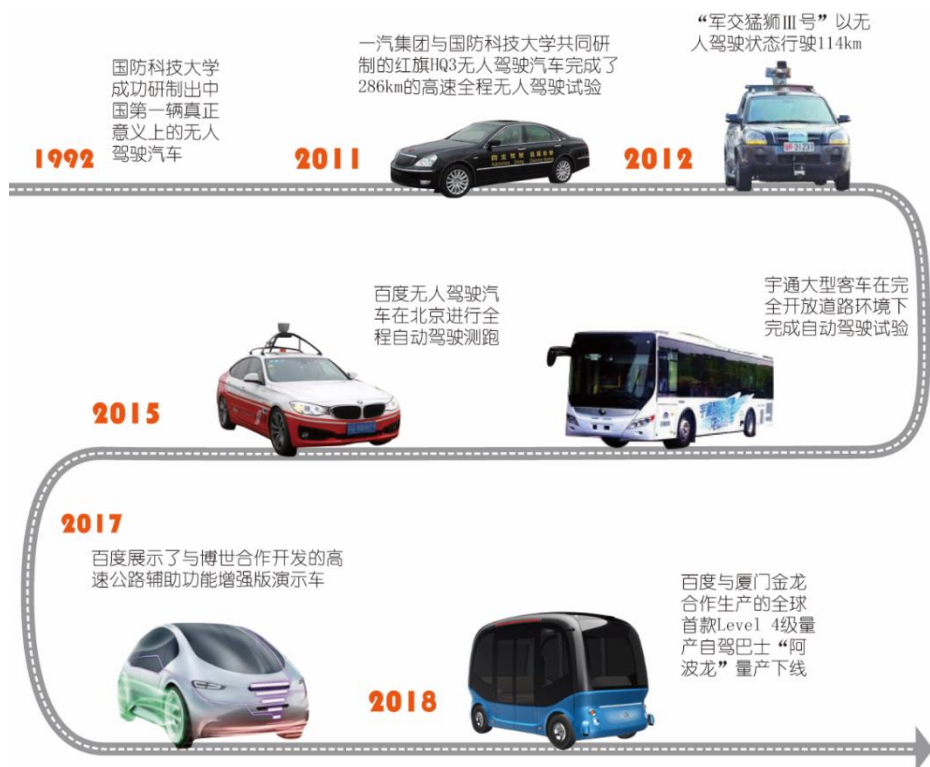 1992
国防科技大学
成功研制出中
国第一辆真正
意义上的无人
驾驶汽车
2011
一汽集团与国防科技大学共同研
制的红旗HQ3无人驾驶汽车完成了
286km的高速全程无人驾驶试验
2012
“军交猛狮Ⅲ号”以无
人驾驶状态行驶114km
宇通大型客车在完
全开放道路环境下
完成自动驾驶试验
2015
百度无人驾驶汽
车在北京进行全
程自动驾驶测跑
2017
百度展示了与博世合作开发的高
速公路辅助功能增强版演示车
2018
百度与厦门金龙
合作生产的全球
首款Level 4级量
产自驾巴士“阿
波龙”量产下线